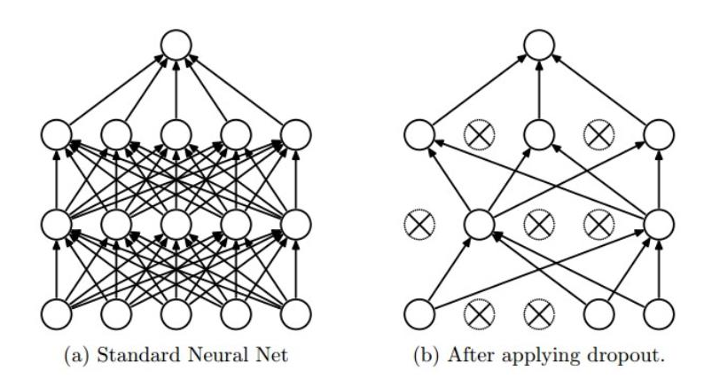 (a) Standard Neural Net
(b) After applying dropout.